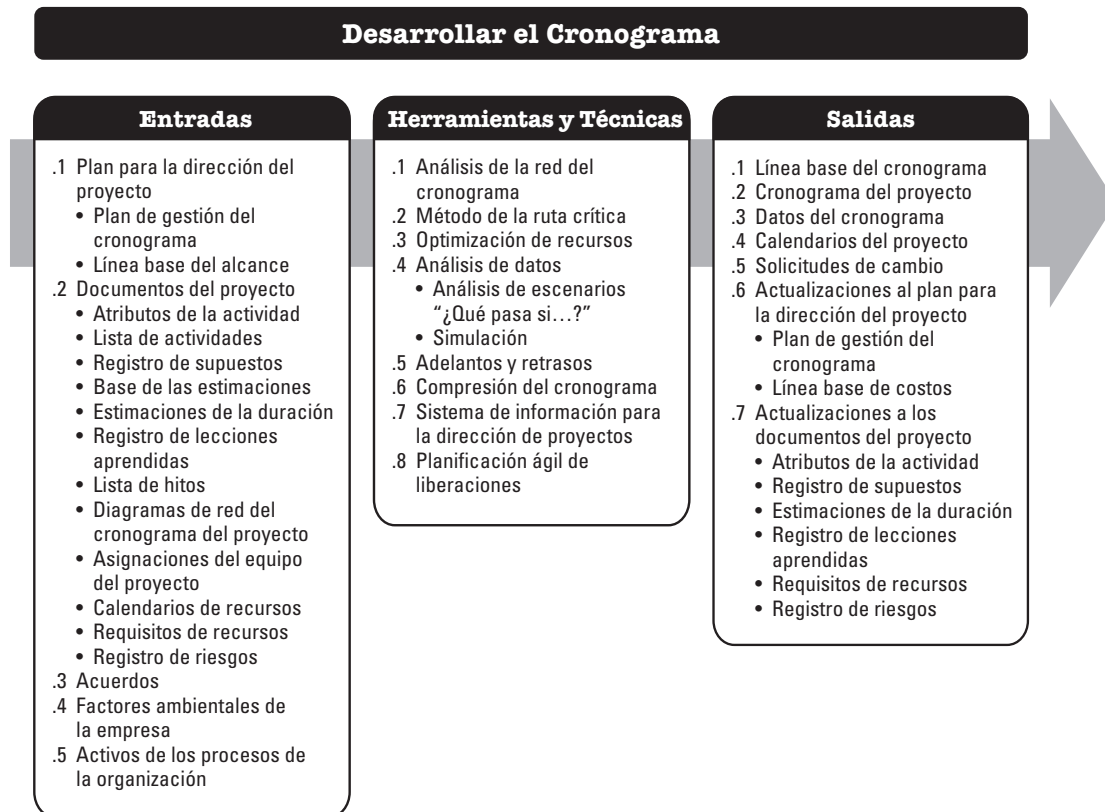 Desarrollar el Cronograma
Entradas
.1 Plan para la dirección del
proyecto
• Plan de gestión del
cronograma
• Línea base del alcance
.2 Documentos del proyecto
• Atributos de la actividad
• Lista de actividades
• Registro de supuestos
• Base de las estimaciones
• Estimaciones de la duración
• Registro de lecciones
aprendidas
• Lista de hitos
• Diagramas de red del
cronograma del proyecto
• Asignaciones del equipo
del proyecto
• Calendarios de recursos
• Requisitos de recursos
• Registro de riesgos
.3 Acuerdos
.4 Factores ambientales de
la empresa
.5 Activos de los procesos de
la organización
Herramientas y Técnicas
.1 Análisis de la red del
cronograma
.2 Método de la ruta crítica
.3 Optimización de recursos
.4 Análisis de datos
• Análisis de escenarios
“¿Qué pasa si…?”
• Simulación
.5 Adelantos y retrasos
.6 Compresión del cronograma
.7 Sistema de información para
la dirección de proyectos
.8 Planificación ágil de
liberaciones
Salidas
.1 Línea base del cronograma
.2 Cronograma del proyecto
.3 Datos del cronograma
.4 Calendarios del proyecto
.5 Solicitudes de cambio
.6 Actualizaciones al plan para
la dirección del proyecto
• Plan de gestión del
cronograma
• Línea base de costos
.7 Actualizaciones a los
documentos del proyecto
• Atributos de la actividad
• Registro de supuestos
• Estimaciones de la duración
• Registro de lecciones
aprendidas
• Requisitos de recursos
• Registro de riesgos